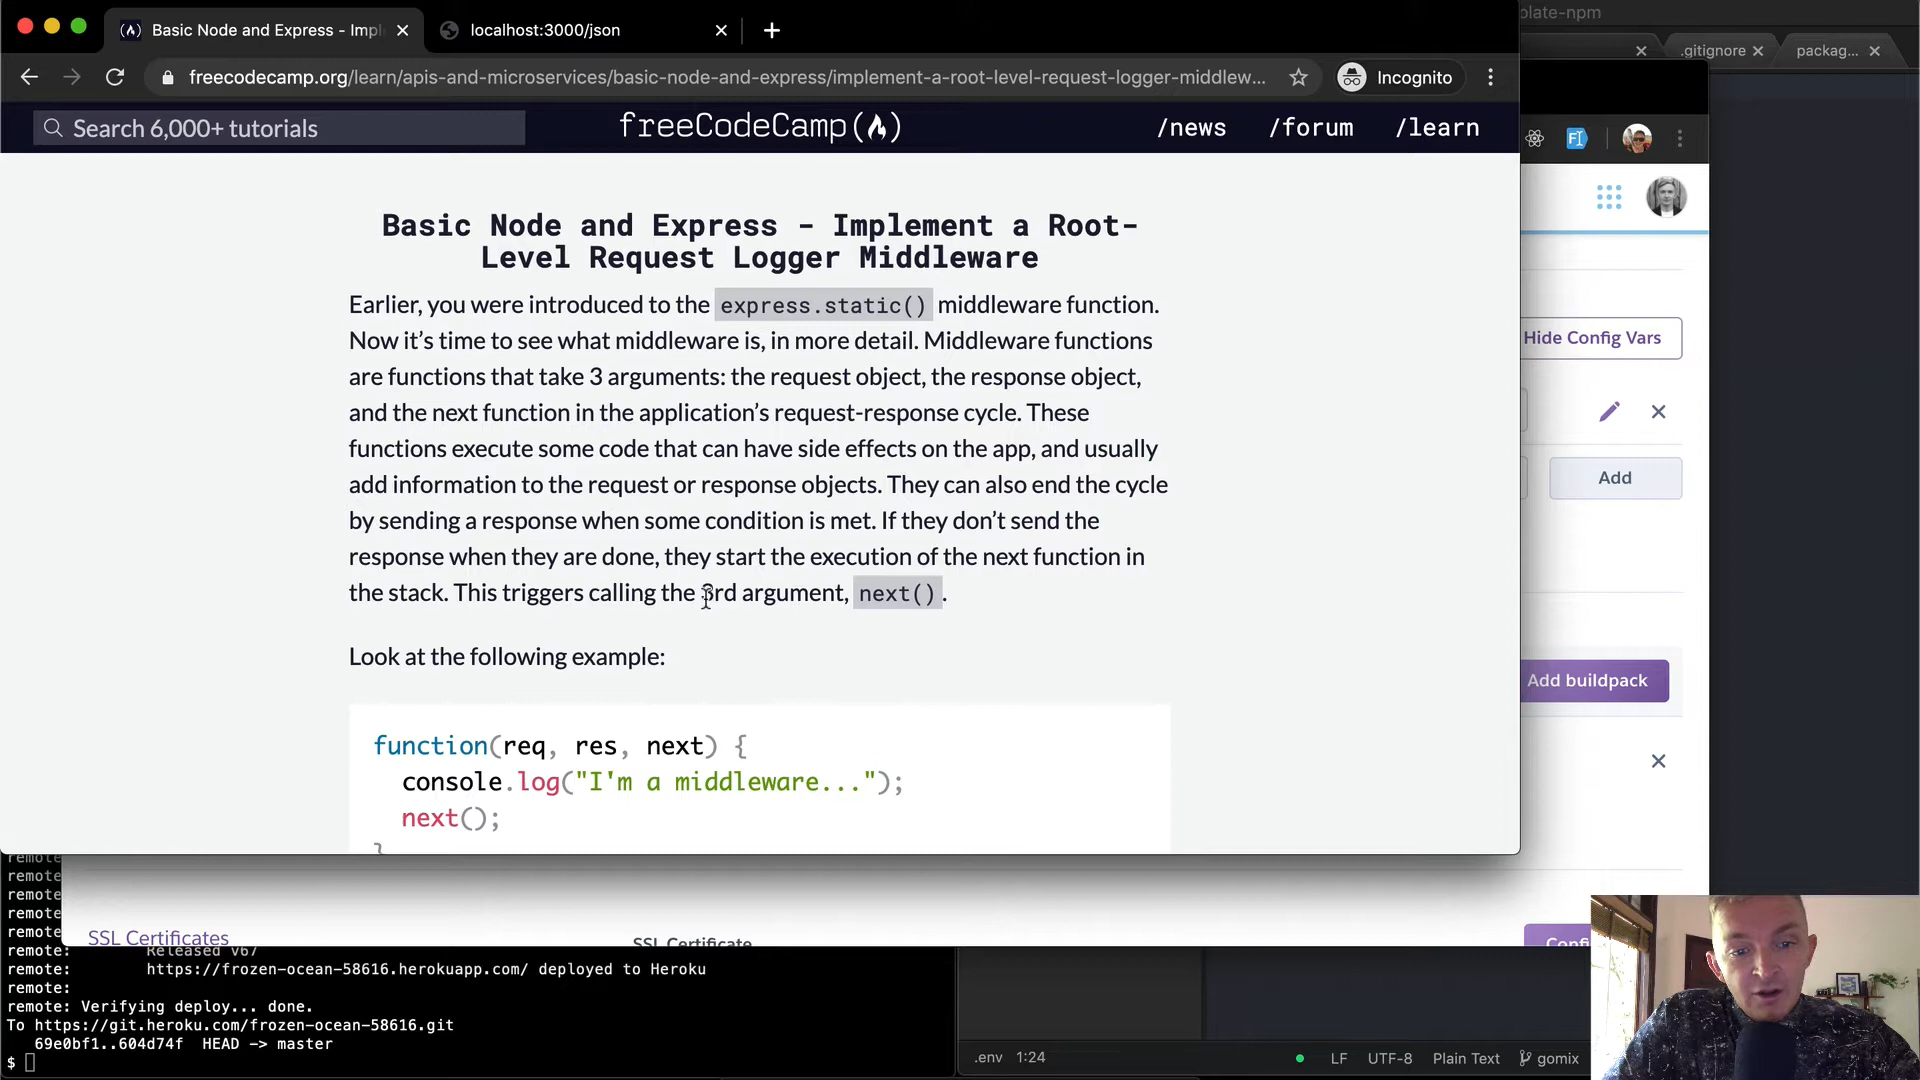 Basic Node and Express - Impl
localhost:3000/json
freecodecamp.org/learn/apis-and-microservices/basic-node-and-express/implement-a-root-level-request-logger-middlew...
Incognito
Search 6,000+ tutorials
freeCodeCamp
/news
/forum
/learn
Basic Node and Express - Implement a Root-
Level Request Logger Middleware
Earlier, you were introduced to the express.static() middleware function.
Now it’s time to see what middleware is, in more detail. Middleware functions
are functions that take 3 arguments: the request object, the response object,
and the next function in the application’s request-response cycle. These
functions execute some code that can have side effects on the app, and usually
add information to the request or response objects. They can also end the cycle
by sending a response when some condition is met. If they don’t send the
response when they are done, they start the execution of the next function in
the stack. This triggers calling the 3rd argument, next().
Look at the following example:
function(req, res, next) {
console.log("I'm a middleware...");
next();
}
plate-npm
.gitignore
packag...
Hide Config Vars
Add
Add buildpack
SSL Certificates
SSL Certificate
Confi
remote
remote
remote
remote
remote
remote: Released v67
remote: https://frozen-ocean-58616.herokuapp.com/ deployed to Heroku
remote:
remote: Verifying deploy... done.
To https://git.heroku.com/frozen-ocean-58616.git
69e0bf1..604d74f HEAD -> master
$
.env 1:24
LF
UTF-8
Plain Text
gomix